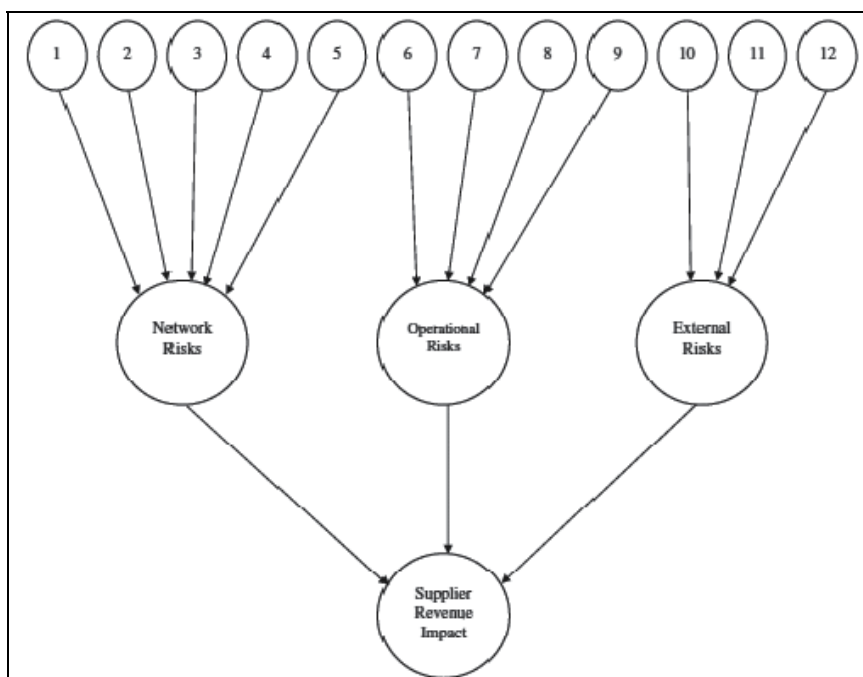 1 2 3 4 5 6 7 8 9 10 11 12
Network
Risks
Operational
Risks
External
Risks
Supplier
Revenue
Impact